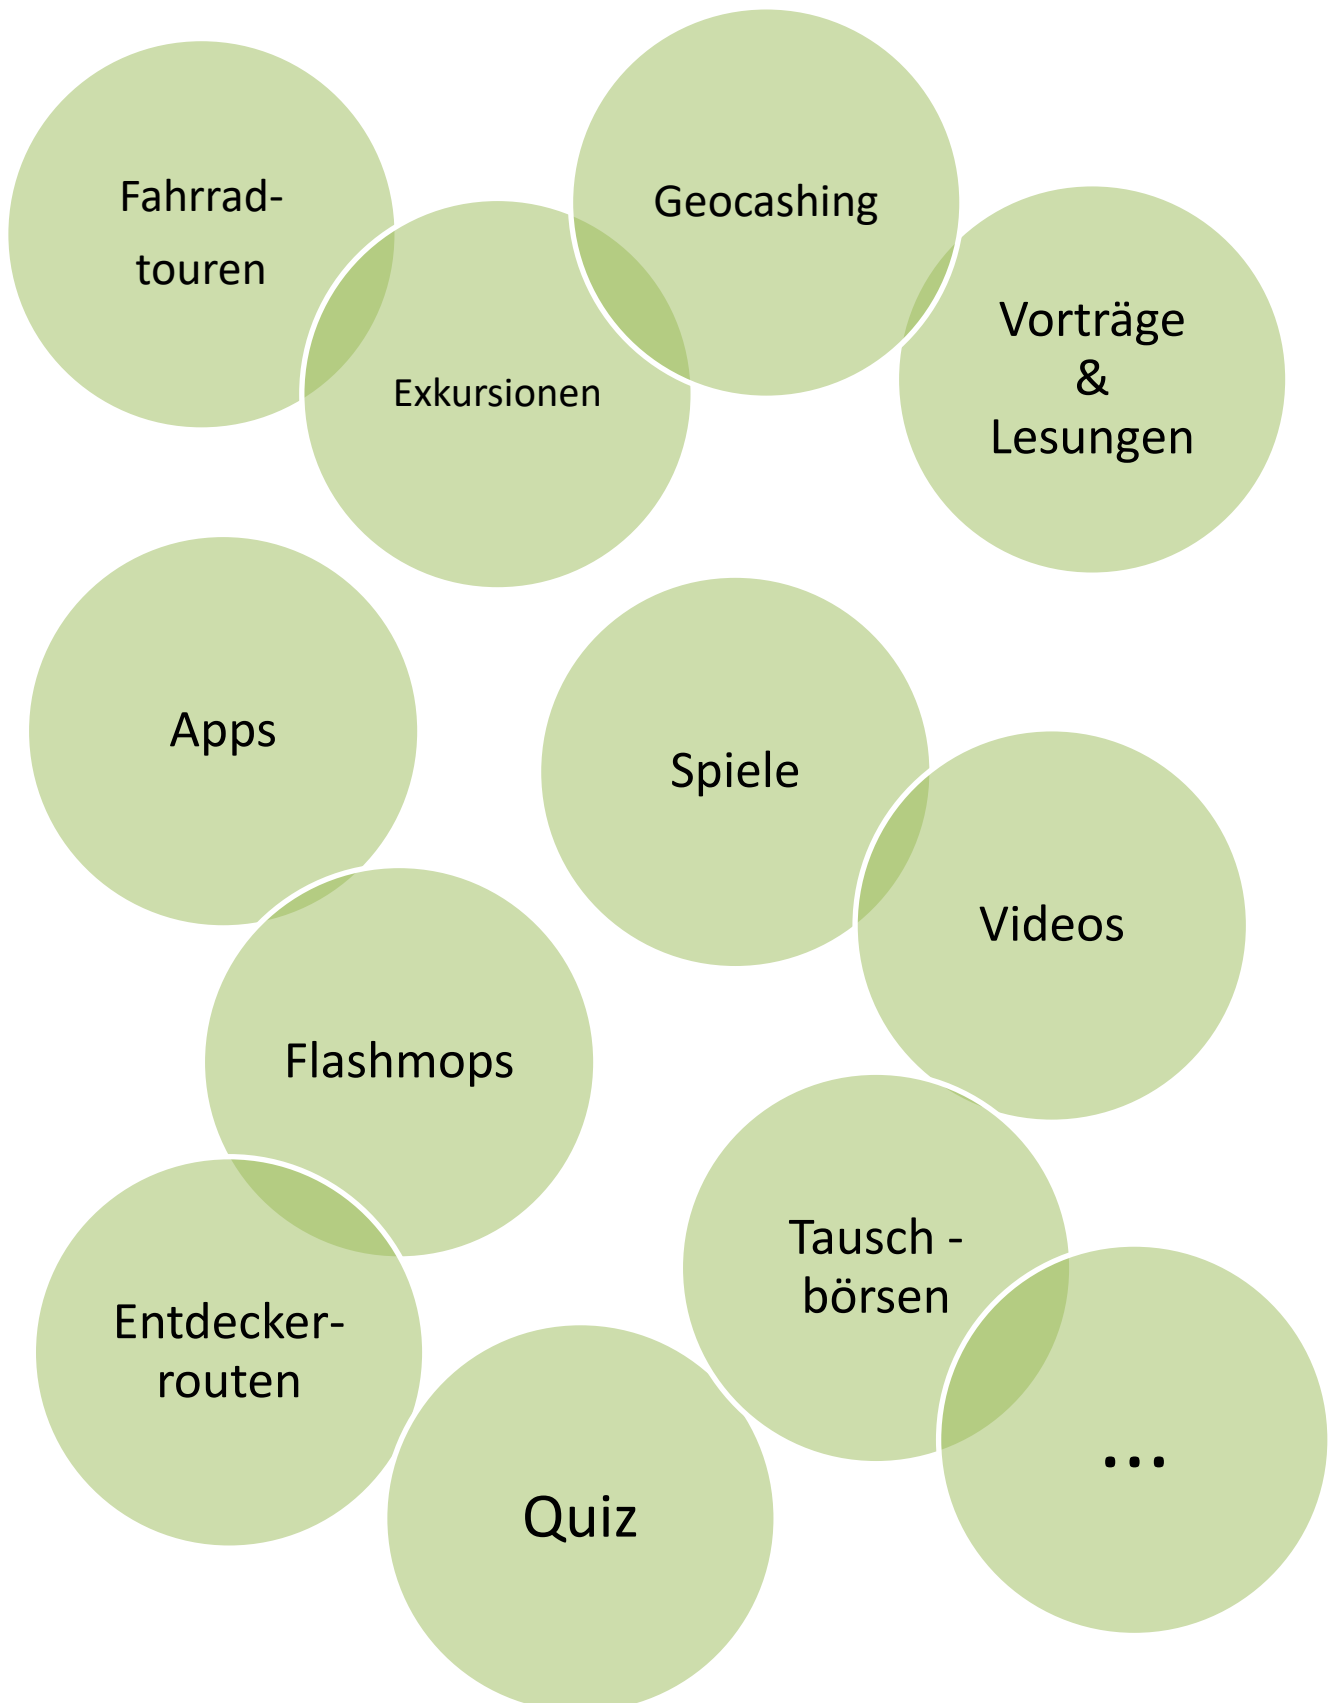 Fahrrad-
touren
Exkursionen
Geocashing
Vorträge
&
Lesungen
Apps
Spiele
Videos
Flashmops
Tausch -
börsen
Entdecker-
routen
Quiz
...